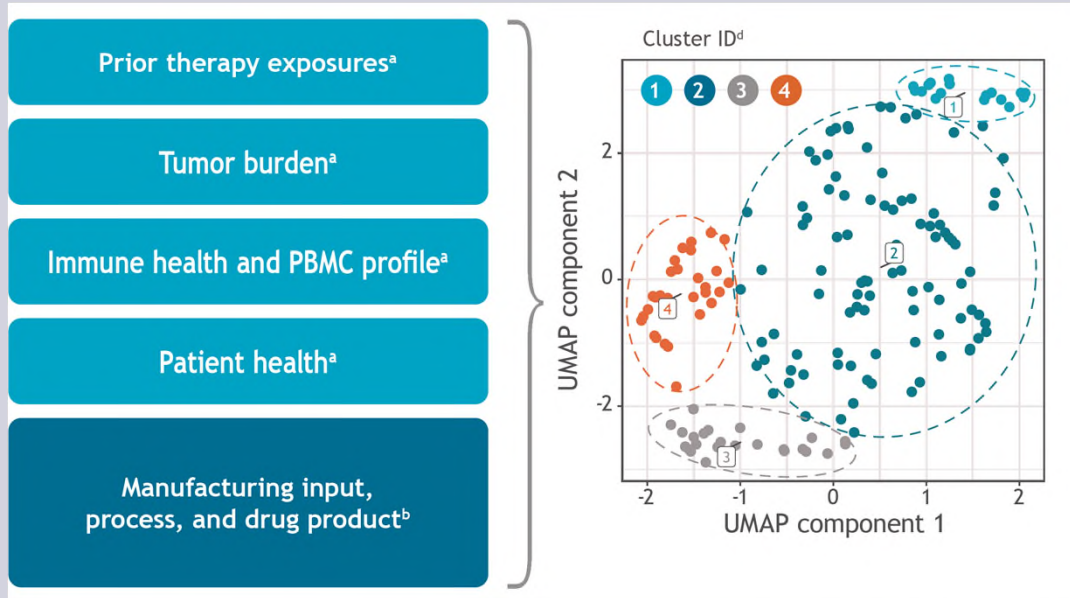 Prior therapy exposuresᵃ
Tumor burdenᵃ
Immune health and PBMC profileᵃ
Patient healthᵃ
Manufacturing input,
process, and drug productᵇ
Cluster IDᵈ
1 2 3 4
1
2
2
0
4
-2
3
-2 -1 0 1 2
UMAP component 2
UMAP component 1